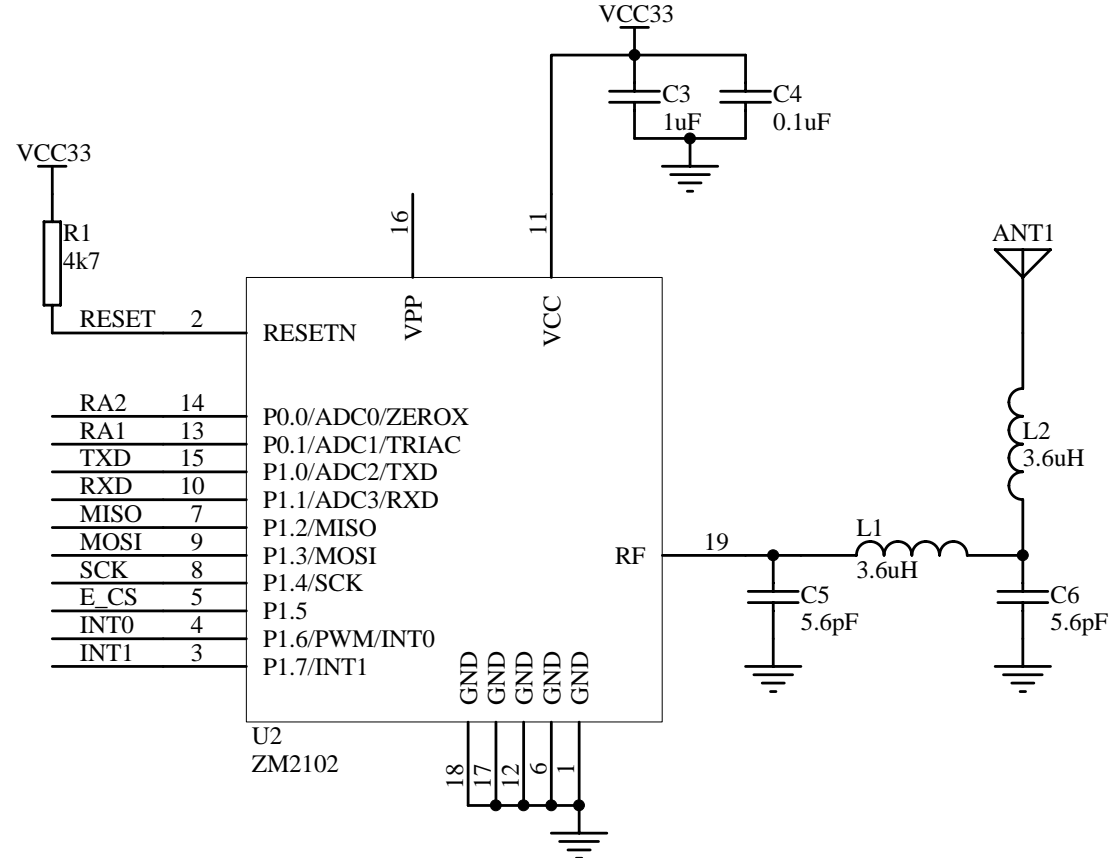 VCC33
C3
1uF
C4
0.1uF
VCC33
R1
4k7
16
11
ANT1
VPP
VCC
RESET 2 RESETN
RA2 14 P0.0/ADC0/ZEROX
RA1 13 P0.1/ADC1/TRIAC
TXD 15 P1.0/ADC2/TXD
RXD 10 P1.1/ADC3/RXD
MISO 7 P1.2/MISO
MOSI 9 P1.3/MOSI
SCK 8 P1.4/SCK
E_CS 5 P1.5
INT0 4 P1.6/PWM/INT0
INT1 3 P1.7/INT1
RF 19
L1
3.6uH
L2
3.6uH
C5
5.6pF
C6
5.6pF
GND GND GND GND GND
18 17 12 6 1
U2
ZM2102